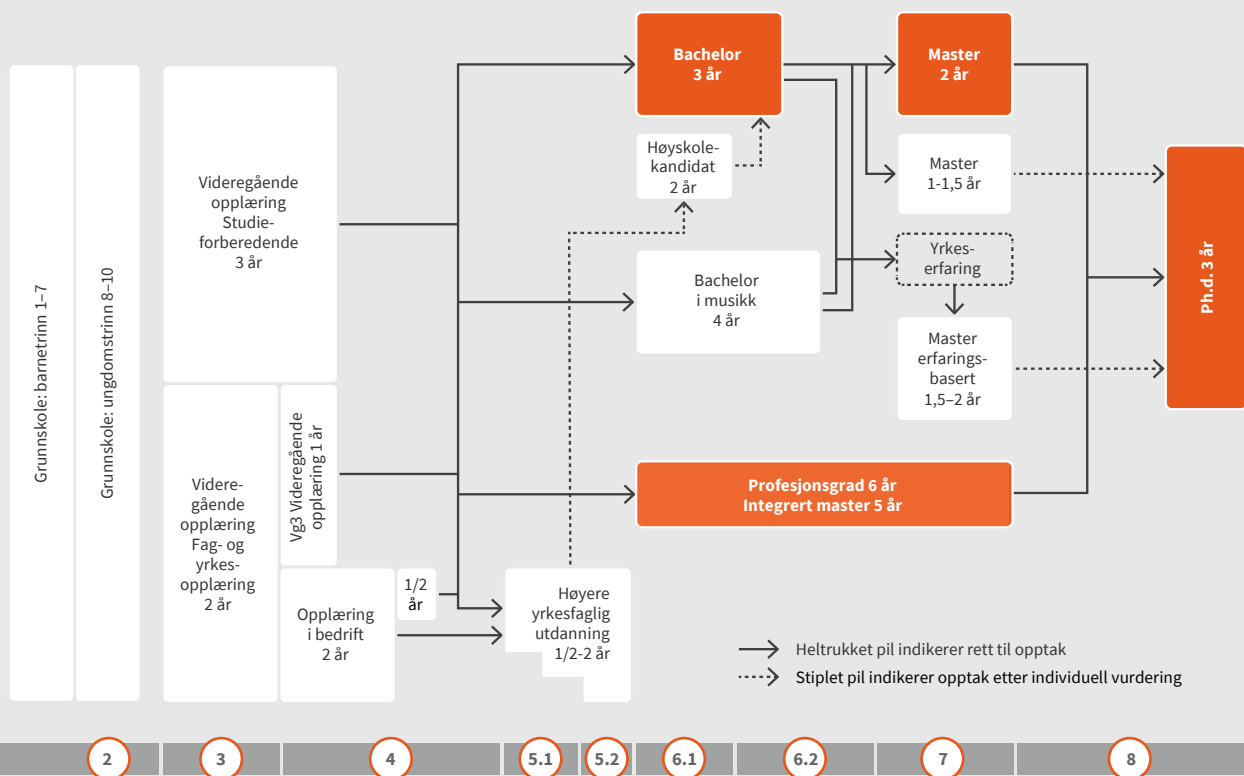 Grunnskole: barnetrinn 1–7
Grunnskole: ungdomstrinn 8–10
Videregående
opplæring
Studie-
forberedende
3 år
Videre-
gående
opplæring
Fag- og
yrkes-
opplæring
2 år
Vg3 Videregående
opplæring 1 år
Opplæring
i bedrift
2 år
1/2
år
Høyere
yrkesfaglig
utdanning
1/2-2 år
Bachelor
3 år
Høyskole-
kandidat
2 år
Bachelor
i musikk
4 år
Master
2 år
Master
1-1,5 år
Yrkes-
erfaring
Master
erfarings-
basert
1,5–2 år
Profesjonsgrad 6 år
Integrert master 5 år
Ph.d. 3 år
Heltrukket pil indikerer rett til opptak
Stiplet pil indikerer opptak etter individuell vurdering
2 3 4 5.1 5.2 6.1 6.2 7 8